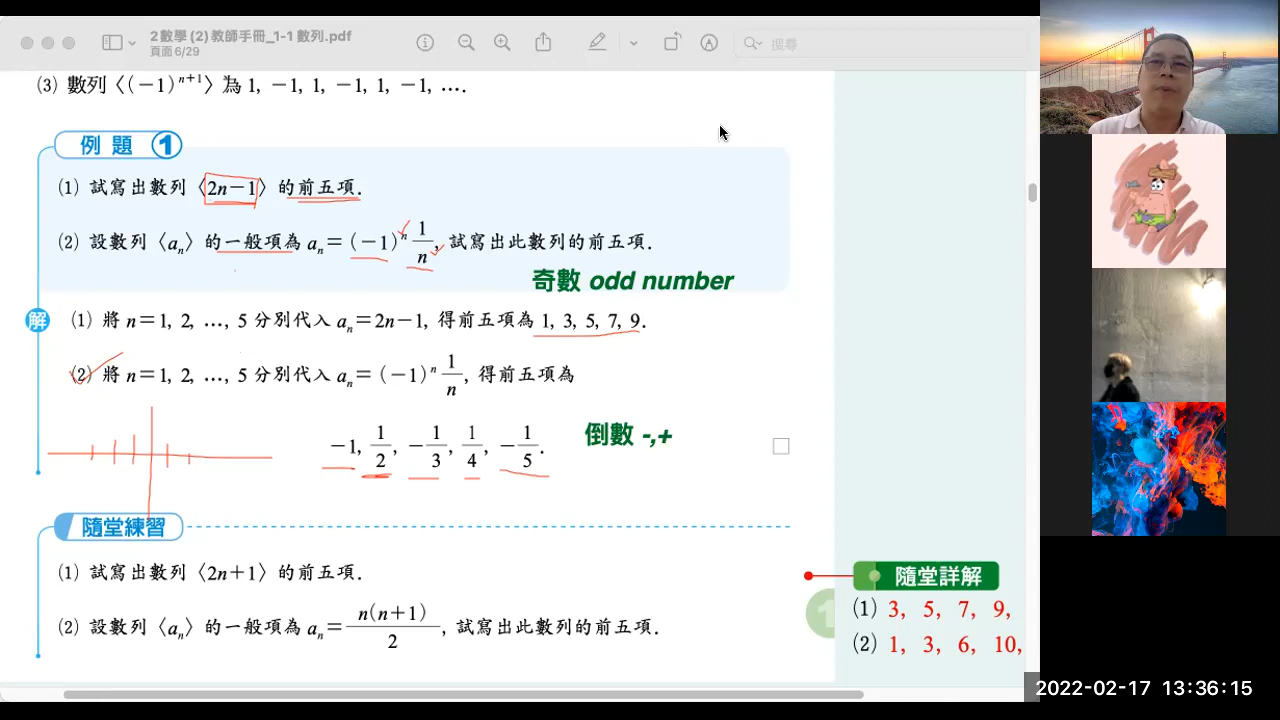 2數學 (2)教師手冊_1-1 數列.pdf
頁面 6/29
搜尋
(3) 數列〈(−1)ⁿ⁺¹〉為 1, −1, 1, −1, 1, −1, ….
例題 1
(1) 試寫出數列〈2n−1〉的前五項.
(2) 設數列〈aₙ〉的一般項為 aₙ＝(−1)ⁿ 1/n, 試寫出此數列的前五項.
奇數 odd number
解 (1) 將 n＝1, 2, …, 5 分別代入 aₙ＝2n−1, 得前五項為 1, 3, 5, 7, 9.
(2) 將 n＝1, 2, …, 5 分別代入 aₙ＝(−1)ⁿ 1/n, 得前五項為
−1, 1/2, −1/3, 1/4, −1/5.
倒數 -,+
隨堂練習
(1) 試寫出數列〈2n+1〉的前五項.
(2) 設數列〈aₙ〉的一般項為 aₙ＝n(n+1)/2, 試寫出此數列的前五項.
隨堂詳解
(1) 3, 5, 7, 9,
(2) 1, 3, 6, 10,
2022-02-17 13:36:15